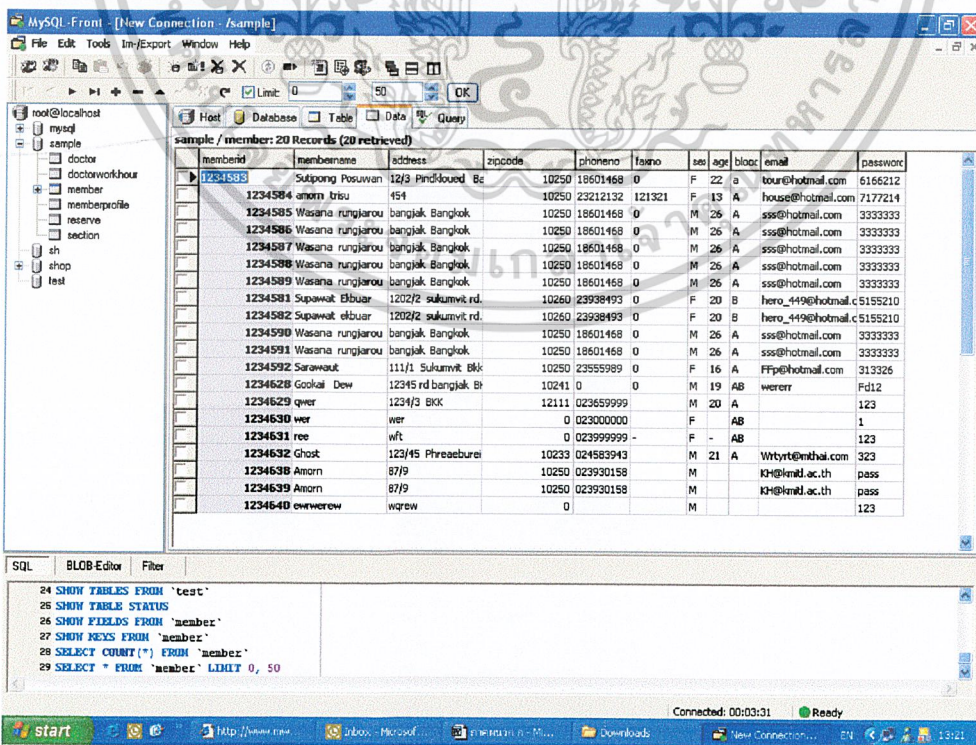 MySQL-Front - [New Connection - /sample]
File Edit Tools Im-/Export Window Help
Limit: 0 50 OK
root@localhost
mysql
sample
doctor
doctorworkhour
member
memberprofile
reserve
section
sh
shop
test
Host Database Table Data Query
sample / member: 20 Records (20 retrieved)
memberid membername address zipcode phoneno faxno sex age blooc email password
1234583 Sutipong Posuwan 12/3 Pindkloued Ba 10250 18601468 0 F 22 a tour@hotmail.com 6166212
1234584 amorn trisu 454 10250 23212132 121321 F 13 A house@hotmail.com 7177214
1234585 Wasana rungjarou bangjak Bangkok 10250 18601468 0 M 26 A sss@hotmail.com 3333333
1234586 Wasana rungjarou bangjak Bangkok 10250 18601468 0 M 26 A sss@hotmail.com 3333333
1234587 Wasana rungjarou bangjak Bangkok 10250 18601468 0 M 26 A sss@hotmail.com 3333333
1234588 Wasana rungjarou bangjak Bangkok 10250 18601468 0 M 26 A sss@hotmail.com 3333333
1234589 Wasana rungjarou bangjak Bangkok 10250 18601468 0 M 26 A sss@hotmail.com 3333333
1234581 Supawat Ekbuar 1202/2 sukumvit rd. 10260 23938493 0 F 20 B hero_449@hotmail.c 5155210
1234582 Supawat ekbuar 1202/2 sukumvit rd. 10260 23938493 0 F 20 B hero_449@hotmail.c 5155210
1234590 Wasana rungjarou bangjak Bangkok 10250 18601468 0 M 26 A sss@hotmail.com 3333333
1234591 Wasana rungjarou bangjak Bangkok 10250 18601468 0 M 26 A sss@hotmail.com 3333333
1234592 Sarawaut 111/1 Sukumvit Bkk 10250 23555989 0 F 16 A FFp@hotmail.com 313326
1234628 Gookai Dew 12345 rd bangjak Bk 10241 0 0 M 19 AB wererr Fd12
1234629 qwer 1234/3 BKK 12111 023659999 M 20 A 123
1234630 wer wer 0 023000000 F AB 1
1234631 ree wft 0 023999999 - F - AB 123
1234632 Ghost 123/45 Phreaeburei 10233 024583943 M 21 A Wrtyrt@mthai.com 323
1234638 Amorn 87/9 10250 023930158 M KH@kmitl.ac.th pass
1234639 Amorn 87/9 10250 023930158 M KH@kmitl.ac.th pass
1234640 ewrwerew wqrew 0 M 123
SQL BLOB-Editor Filter
24 SHOW TABLES FROM `test`
25 SHOW TABLE STATUS
26 SHOW FIELDS FROM `member`
27 SHOW KEYS FROM `member`
28 SELECT COUNT(*) FROM `member`
29 SELECT * FROM `member` LIMIT 0, 50
Connected: 00:03:31 Ready
start http://www.mw... Inbox - Microsof... Downloads New Connection... EN 13:21